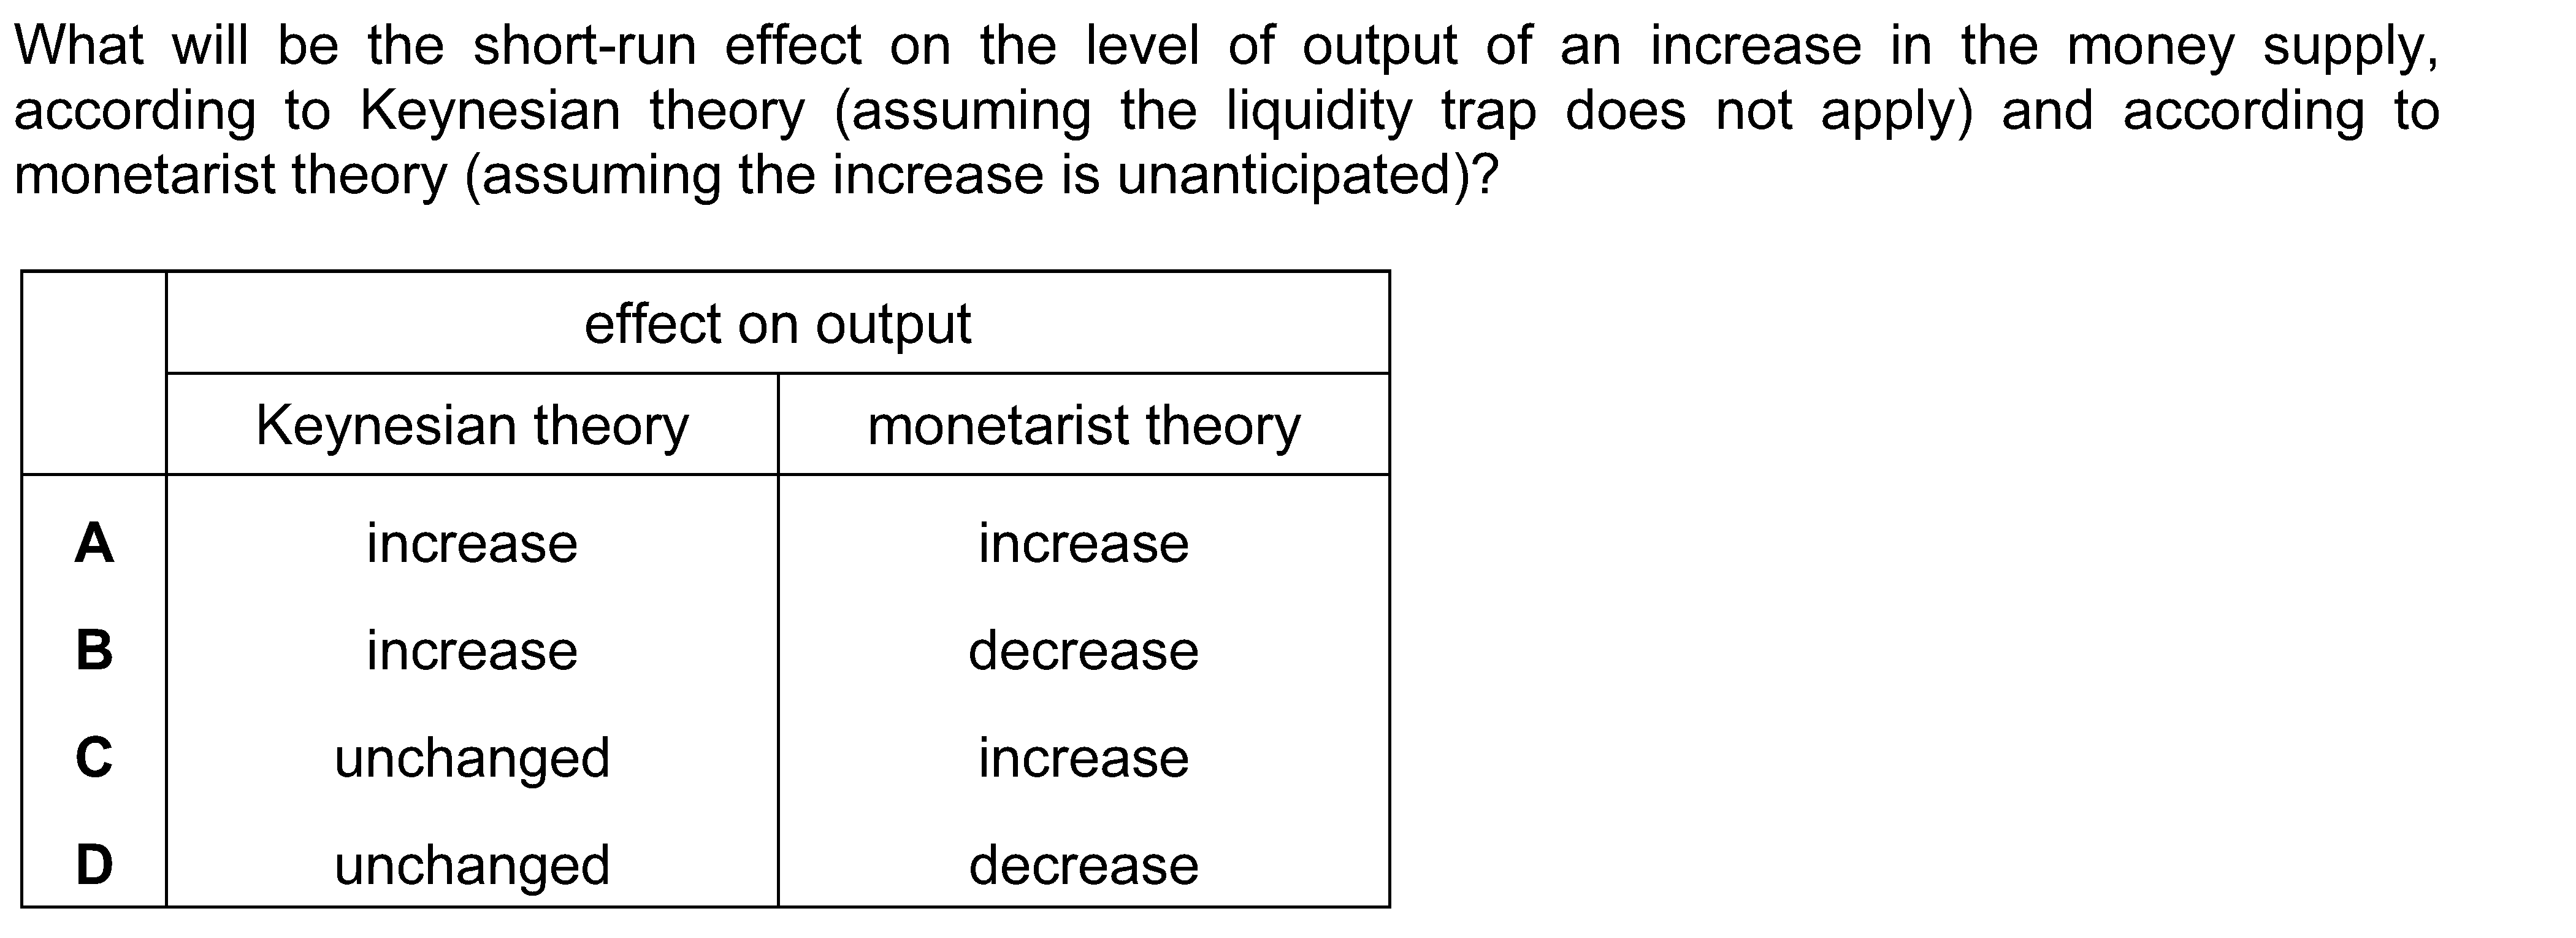 What will be the short-run effect on the level of output of an increase in the money supply,
according to Keynesian theory (assuming the liquidity trap does not apply) and according to
monetarist theory (assuming the increase is unanticipated)?
effect on output
Keynesian theory monetarist theory
A increase increase
B increase decrease
C unchanged increase
D unchanged decrease